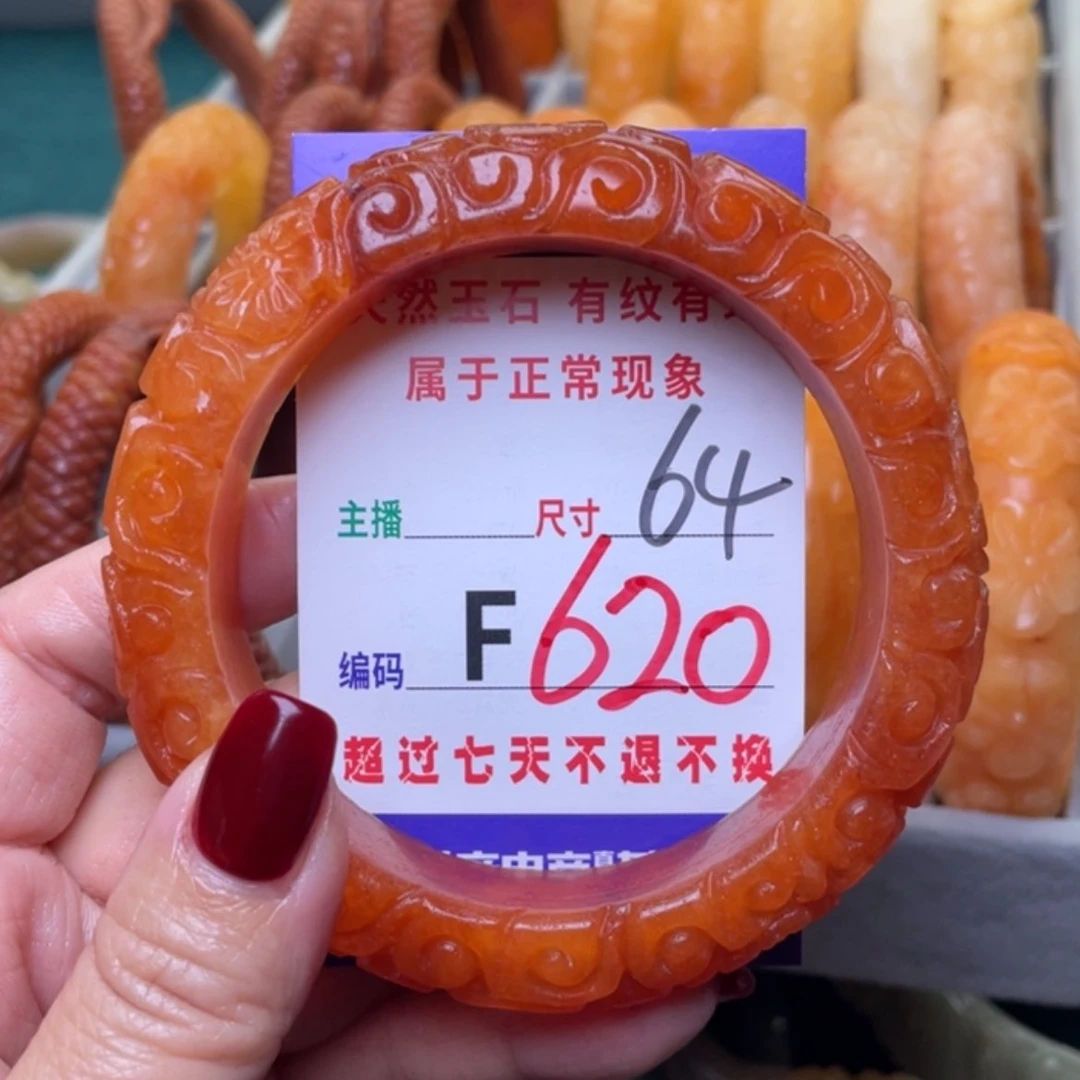 然玉石 有纹有
属于正常现象
主播 尺寸 64
编码 F620
超过七天不退不换